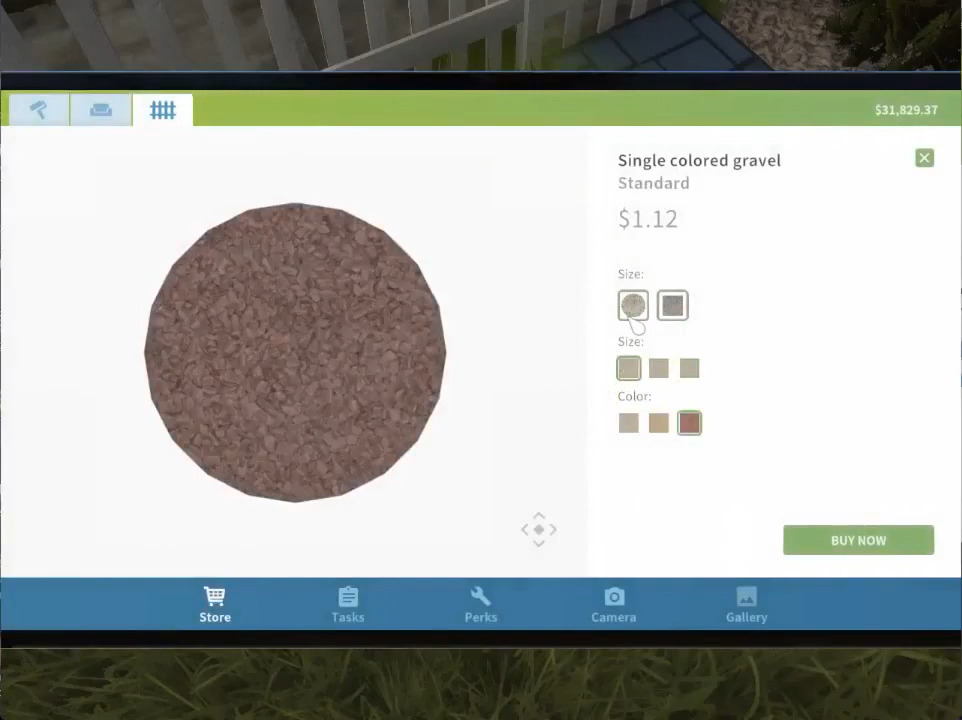 $31,829.37
Single colored gravel
Standard
$1.12
Size:
Size:
Color:
BUY NOW
Store
Tasks
Perks
Camera
Gallery